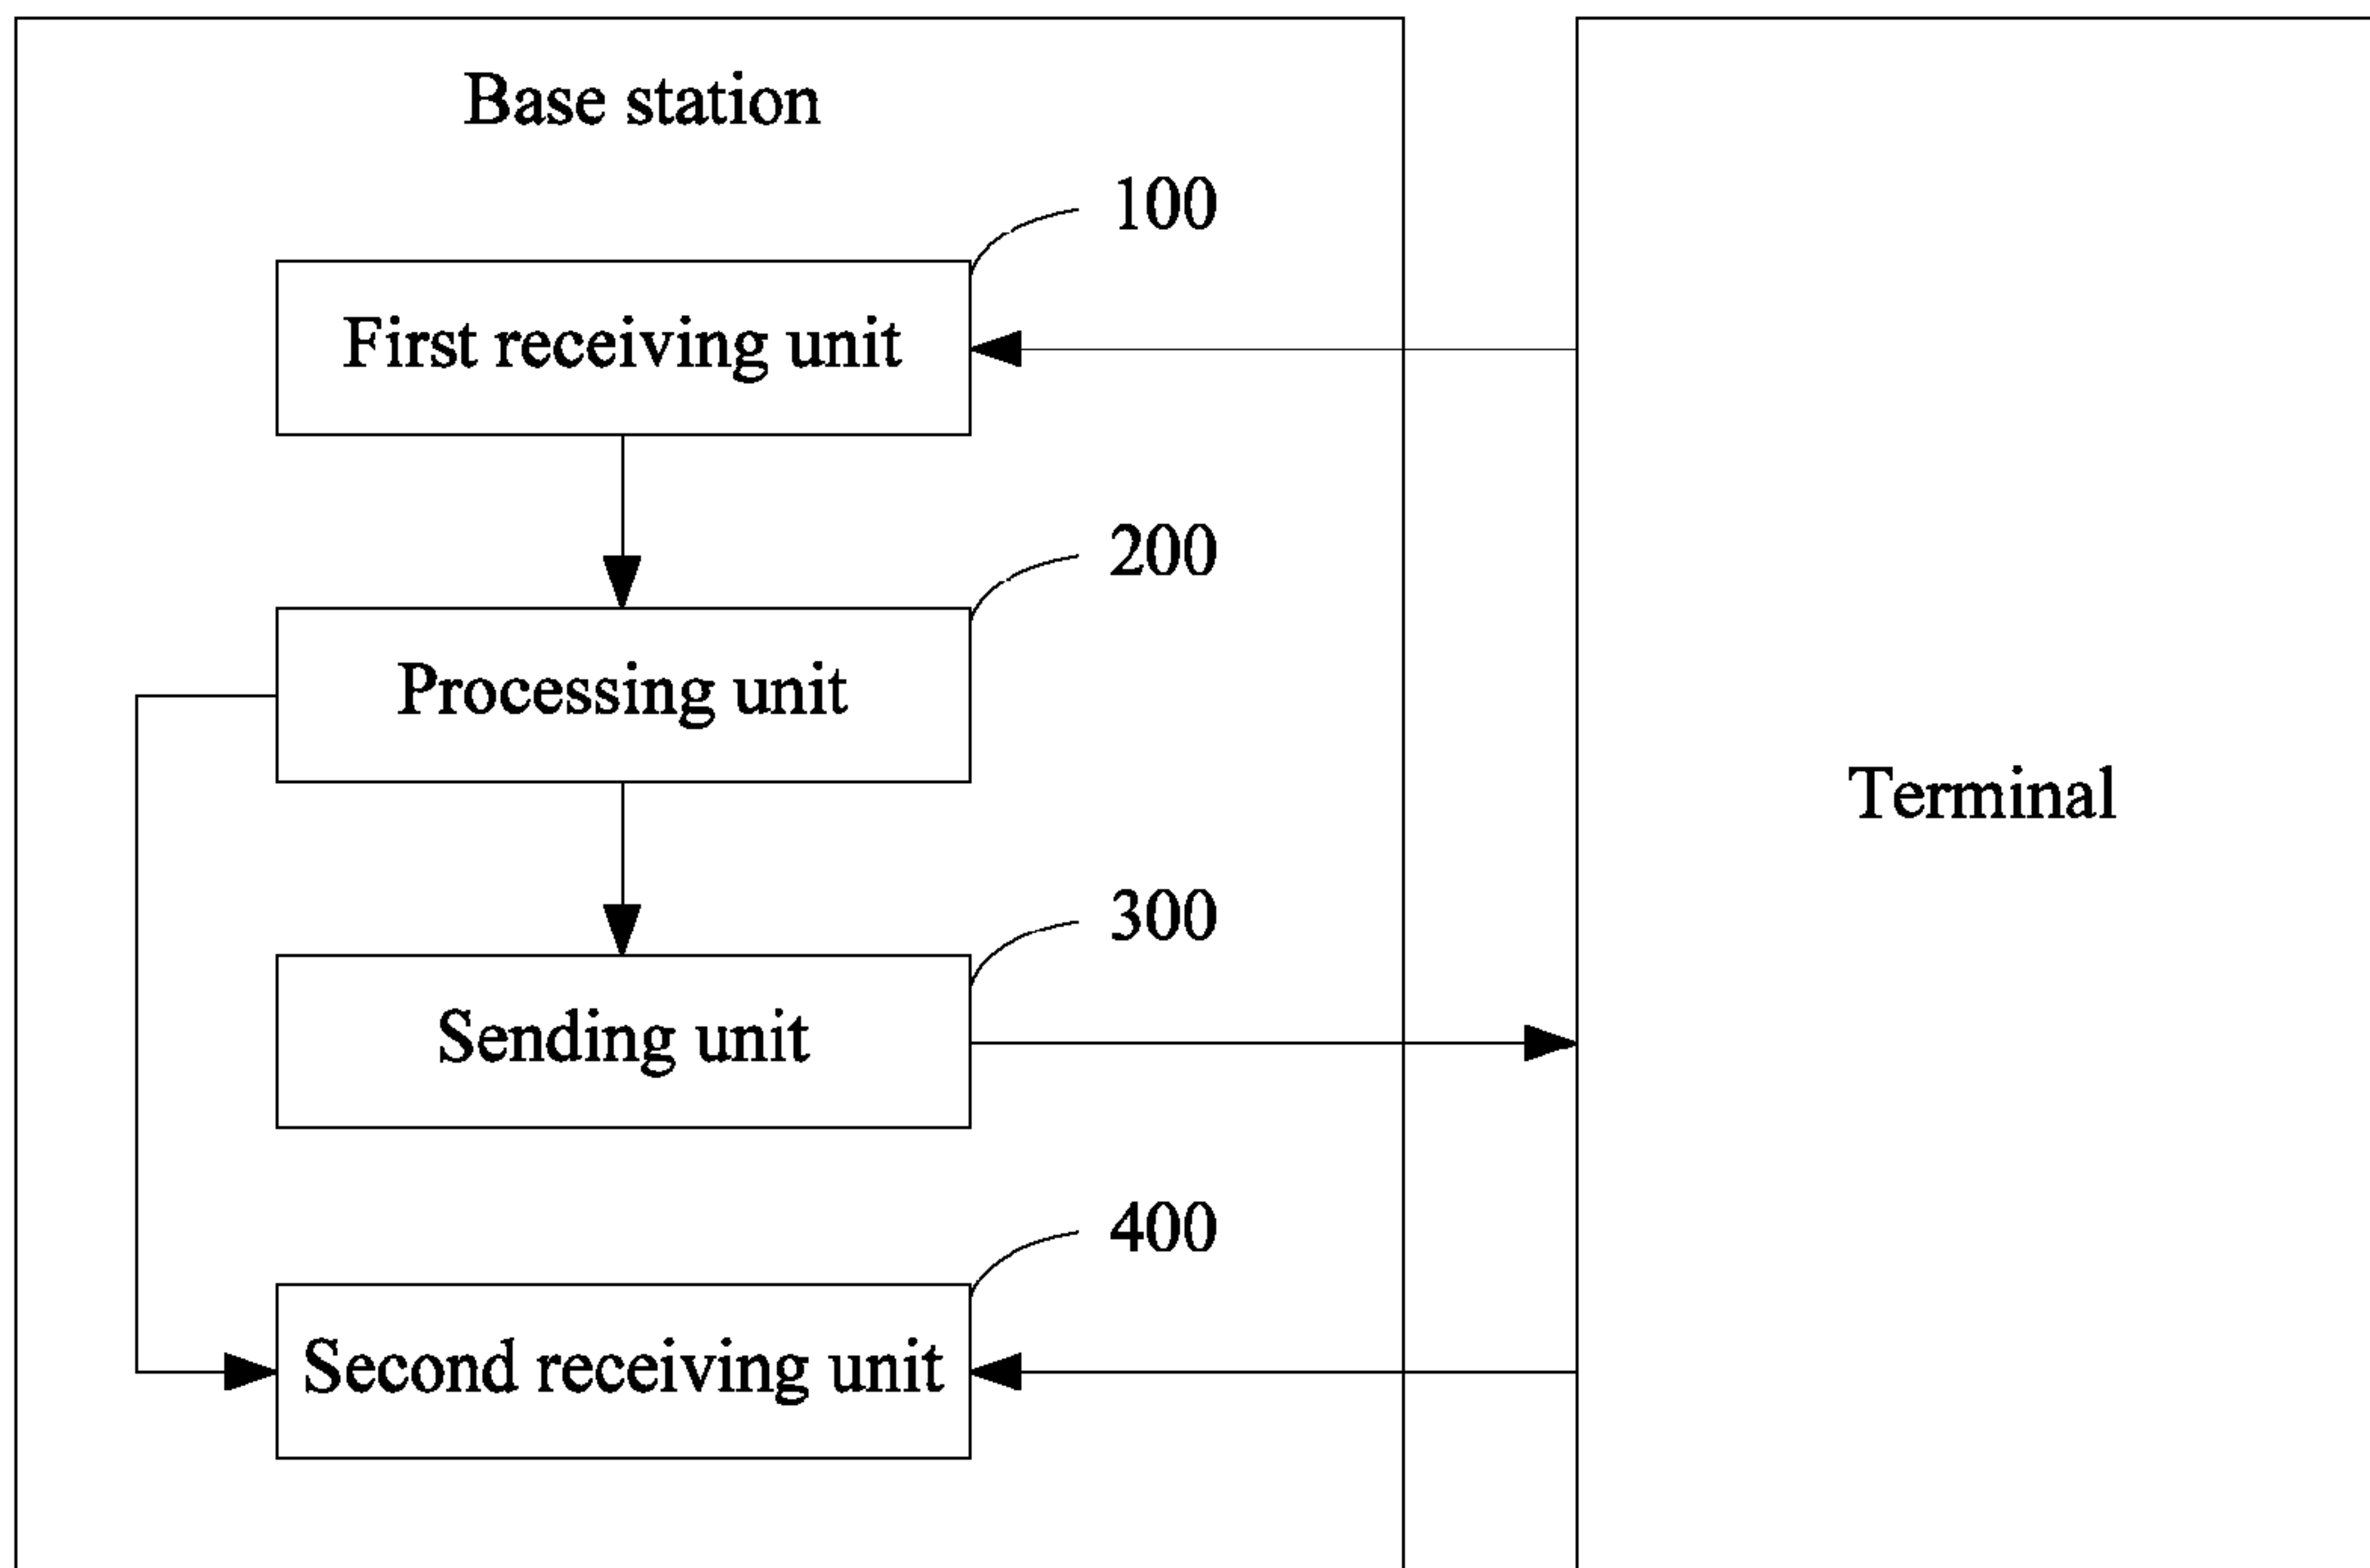 Base station
100
First receiving unit
200
Processing unit
Terminal
300
Sending unit
400
Second receiving unit